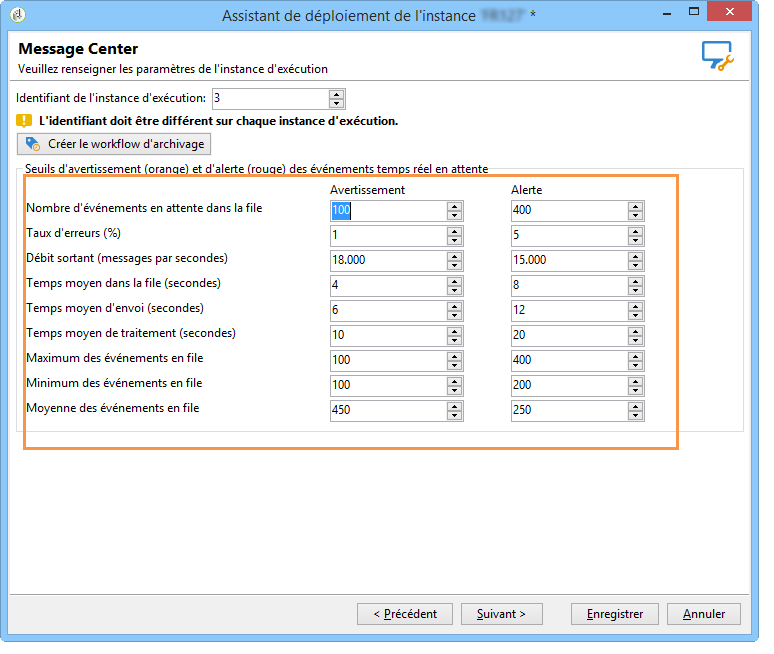 Assistant de déploiement de l'instance *
Message Center
Veuillez renseigner les paramètres de l'instance d'exécution
Identifiant de l'instance d'exécution: 3
L'identifiant doit être différent sur chaque instance d'exécution.
Créer le workflow d'archivage
Seuils d'avertissement (orange) et d'alerte (rouge) des événements temps réel en attente
Avertissement Alerte
Nombre d'événements en attente dans la file 100 400
Taux d'erreurs (%) 1 5
Débit sortant (messages par secondes) 18.000 15.000
Temps moyen dans la file (secondes) 4 8
Temps moyen d'envoi (secondes) 6 12
Temps moyen de traitement (secondes) 10 20
Maximum des événements en file 100 400
Minimum des événements en file 100 200
Moyenne des événements en file 450 250
< Précédent Suivant > Enregistrer Annuler